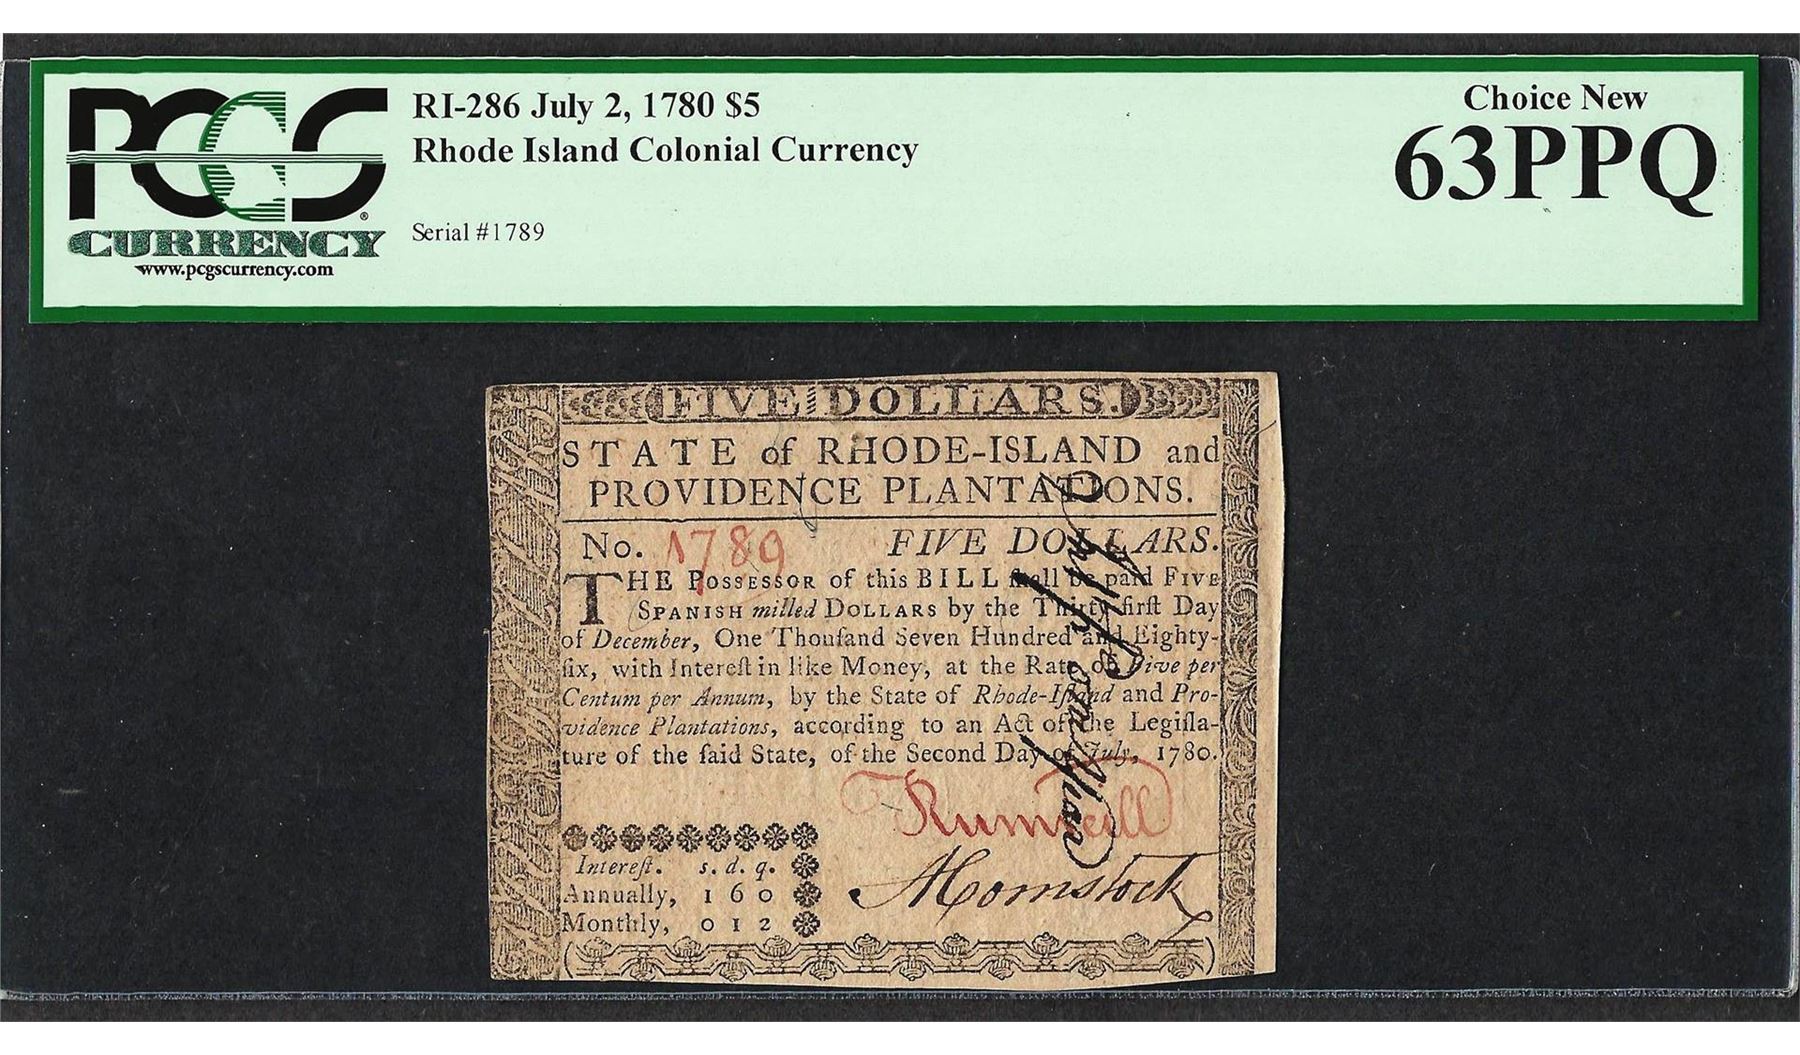 PCGS
CURRENCY
www.pcgscurrency.com
RI-286 July 2, 1780 $5
Rhode Island Colonial Currency
Serial #1789
Choice New
63PPQ
FIVE DOLLARS.
STATE of RHODE-ISLAND and
PROVIDENCE PLANTATIONS.
No. 1789 FIVE DOLLARS.
THE POSSESSOR of this BILL ſhall be paid FIVE
SPANISH milled DOLLARS by the Thirty-firſt Day
of December, One Thouſand Seven Hundred and Eighty-
ſix, with Intereſt in like Money, at the Rate of Five per
Centum per Annum, by the State of Rhode-Iſland and Pro-
vidence Plantations, according to an Act of the Legiſla-
ture of the ſaid State, of the Second Day of July, 1780.
Intereſt. s. d. q.
Annually, 1 6 0
Monthly, 0 1 2
AComstock